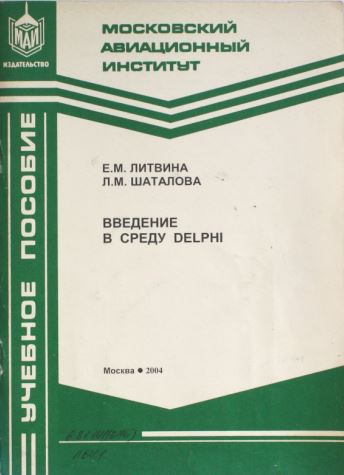 МАИ
ИЗДАТЕЛЬСТВО
МОСКОВСКИЙ
АВИАЦИОННЫЙ
ИНСТИТУТ
УЧЕБНОЕ ПОСОБИЕ
Е.М. ЛИТВИНА
Л.М. ШАТАЛОВА
ВВЕДЕНИЕ
В СРЕДУ DELPHI
Москва ● 2004